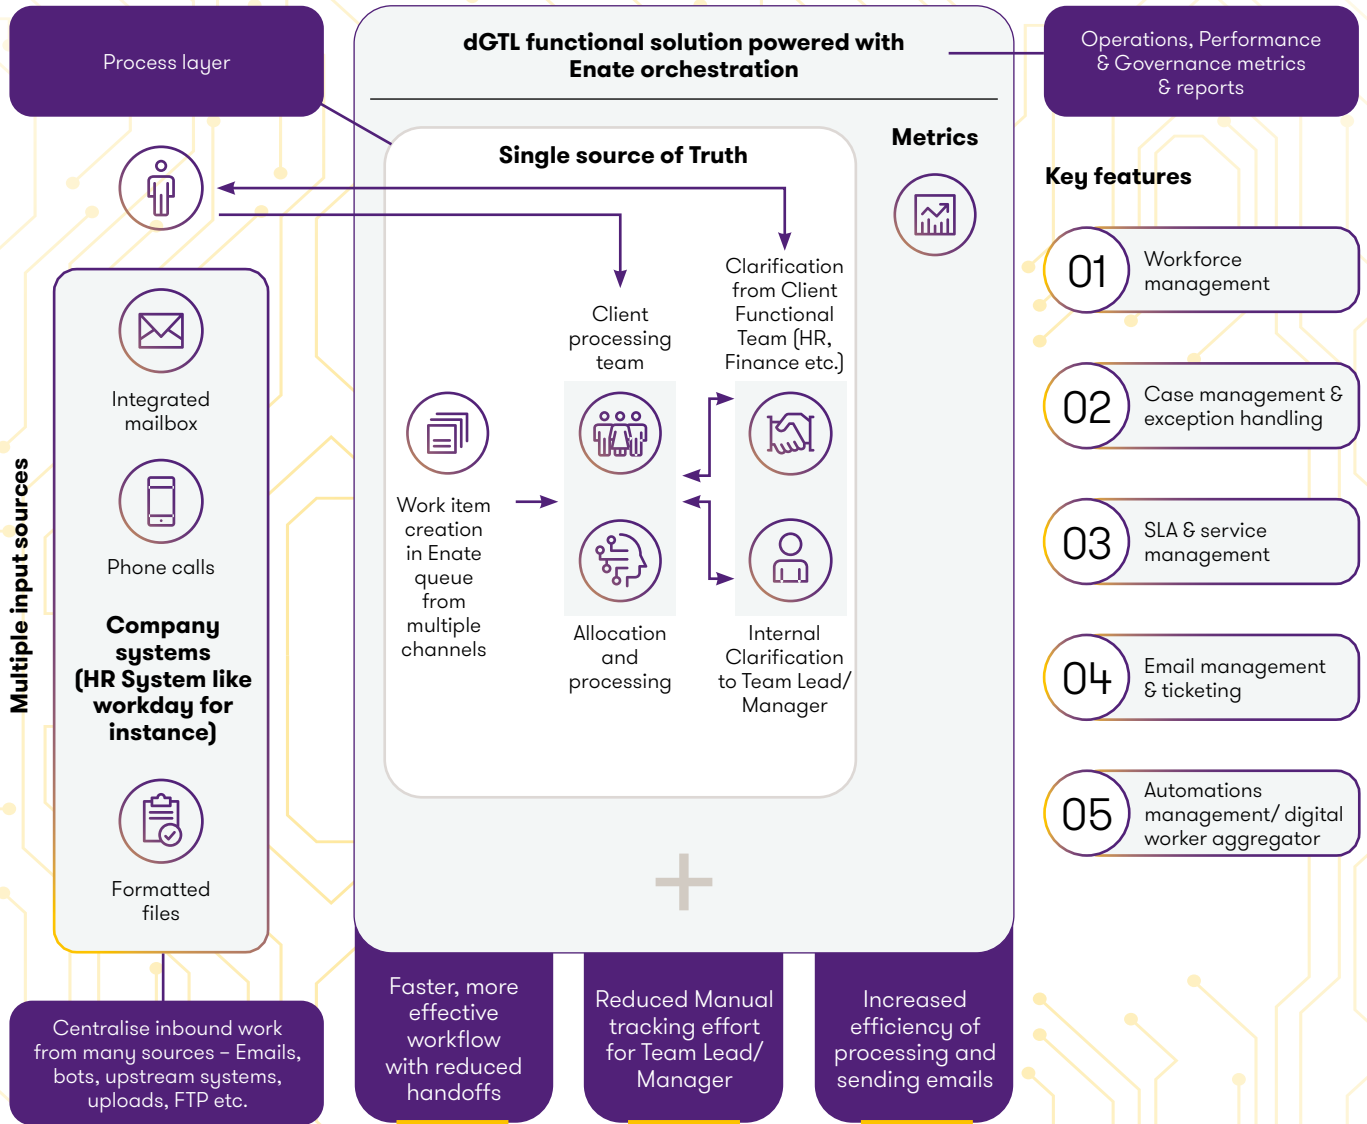 Process layer
dGTL functional solution powered with
Enate orchestration
Operations, Performance
& Governance metrics
& reports
Single source of Truth
Metrics
Key features
Multiple input sources
Integrated
mailbox
Phone calls
Company
systems
(HR System like
workday for
instance)
Formatted
files
Work item
creation
in Enate
queue
from
multiple
channels
Client
processing
team
Allocation
and
processing
Clarification
from Client
Functional
Team (HR,
Finance etc.)
Internal
Clarification
to Team Lead/
Manager
01
Workforce
management
02
Case management &
exception handling
03
SLA & service
management
04
Email management
& ticketing
05
Automations
management/ digital
worker aggregator
Centralise inbound work
from many sources – Emails,
bots, upstream systems,
uploads, FTP etc.
Faster, more
effective
workflow
with reduced
handoffs
Reduced Manual
tracking effort
for Team Lead/
Manager
Increased
efficiency of
processing and
sending emails